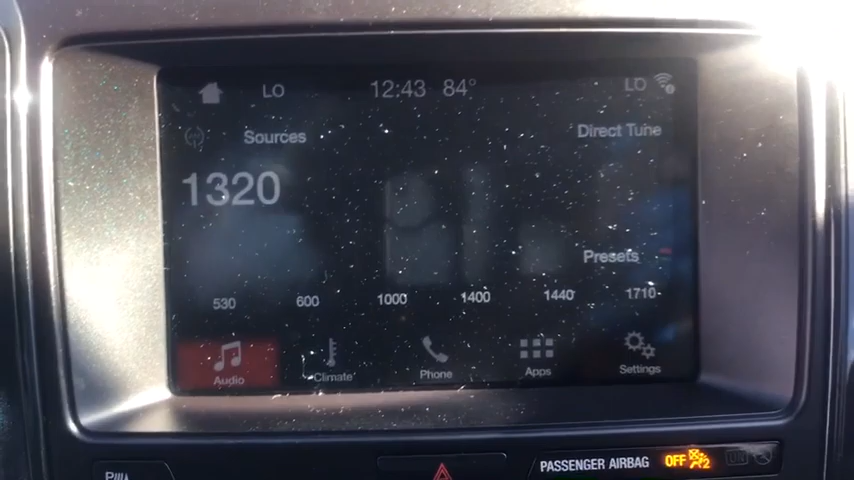 LO 12:43 84° LO
Sources Direct Tune
1320
Presets
530 600 1000 1400 1440 1710
Audio Climate Phone Apps Settings
P PASSENGER AIRBAG OFF 2